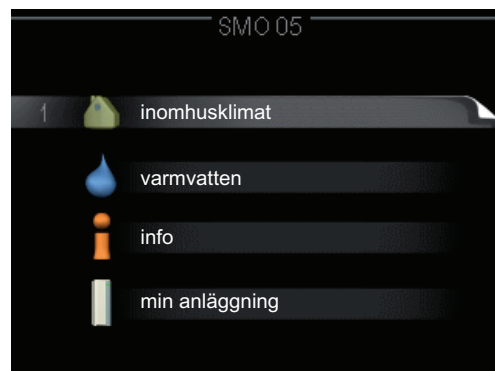 SMO 05
1 inomhusklimat
varmvatten
info
min anläggning